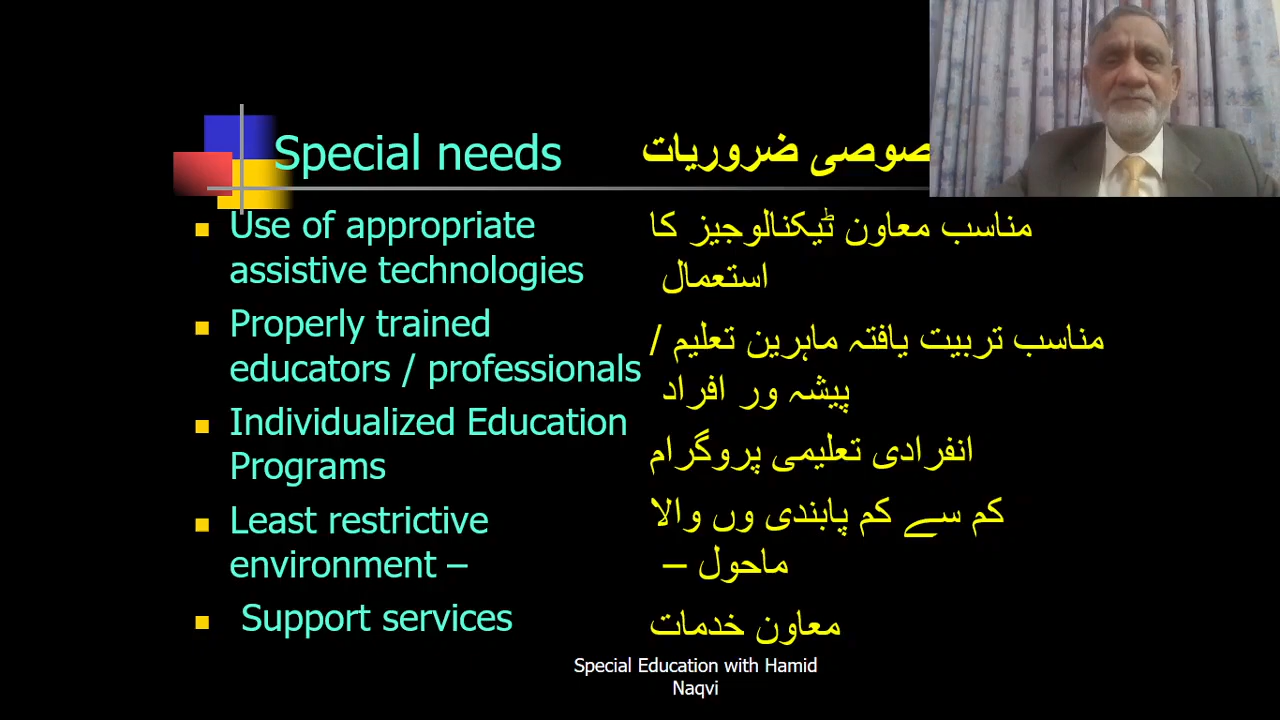 Special needs
Use of appropriate
assistive technologies
Properly trained
educators / professionals
Individualized Education
Programs
Least restrictive
environment –
Support services
ضروریات
مناسب معاون ٹیکنالوجیز کا
استعمال
مناسب تربیت یافتہ ماہرین تعلیم /
پیشہ ور افراد
انفرادی تعلیمی پروگرام
کم سے کم پابندی وں والا
ماحول –
معاون خدمات
Special Education with Hamid
Naqvi